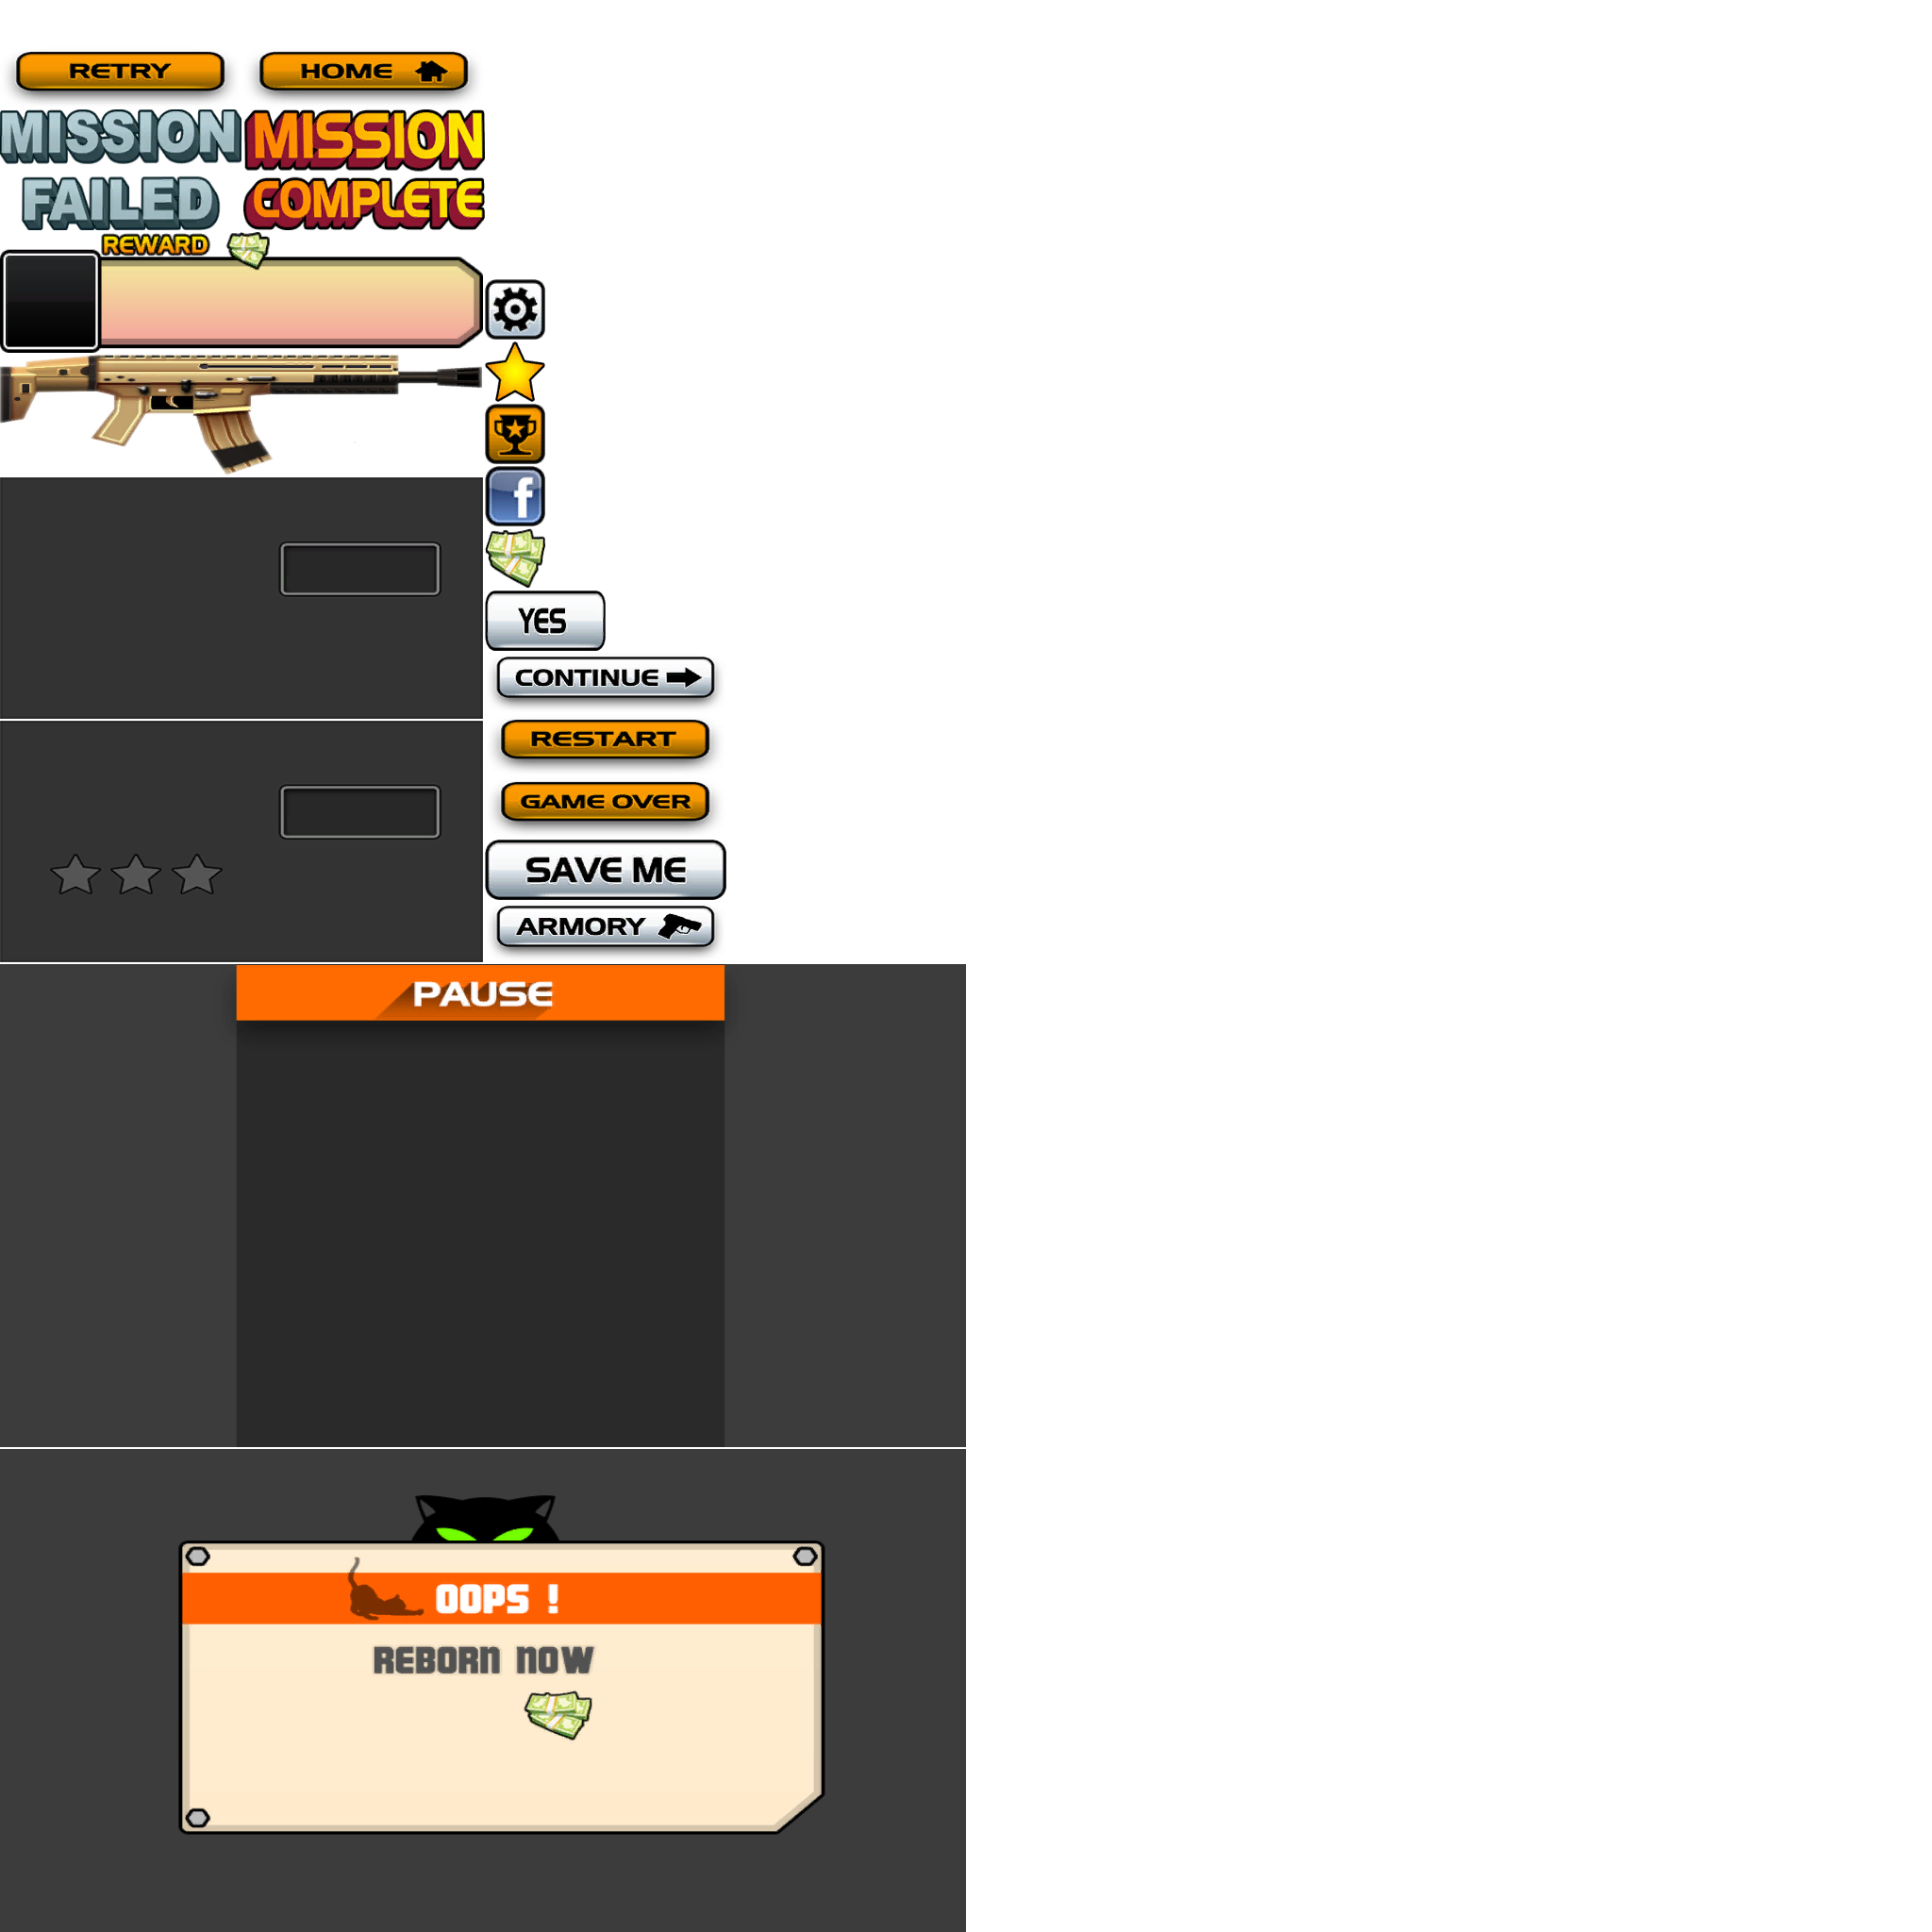 RETRY
HOME
MISSION
FAILED
MISSION
COMPLETE
REWARD
f
YES
CONTINUE
RESTART
GAME OVER
SAVE ME
ARMORY
PAUSE
OOPS !
REBORN NOW